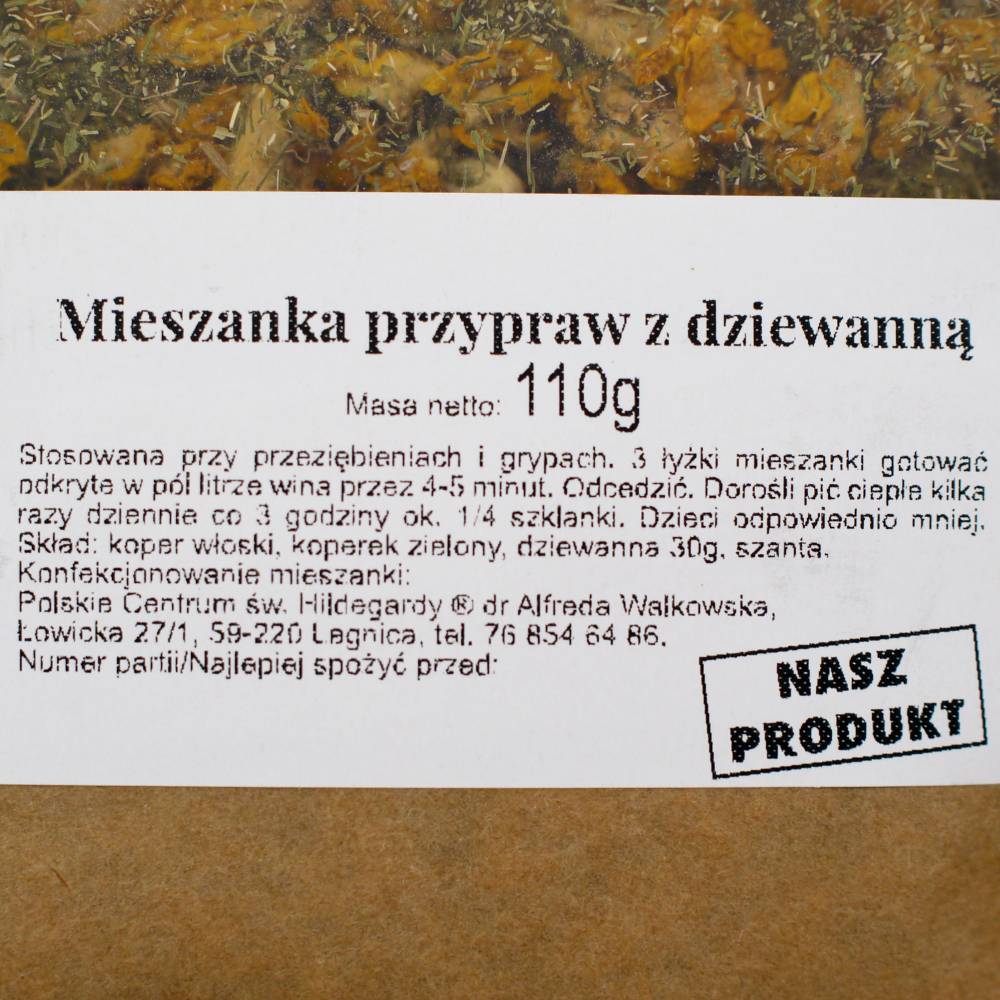 Mieszanka przypraw z dziewanną
Masa netto: 110g
Stosowana przy przeziębieniach i grypach. 3 łyżki mieszanki gotować
odkryte w pół litrze wina przez 4-5 minut. Odcedzić. Dorośli pić ciepłe kilka
razy dziennie co 3 godziny ok. 1/4 szklanki. Dzieci odpowiednio mniej.
Skład: koper włoski, koperek zielony, dziewanna 30g, szanta.
Konfekcjonowanie mieszanki:
Polskie Centrum św. Hildegardy ® dr Alfreda Walkowska,
Łowicka 27/1, 59-220 Legnica, tel. 76 854 64 86.
Numer partii/Najlepiej spożyć przed:
NASZ
PRODUKT